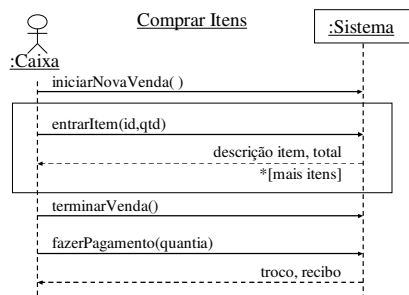 Comprar Itens
:Sistema
:Caixa
iniciarNovaVenda( )
entrarItem(id,qtd)
descrição item, total
*[mais itens]
terminarVenda()
fazerPagamento(quantia)
troco, recibo